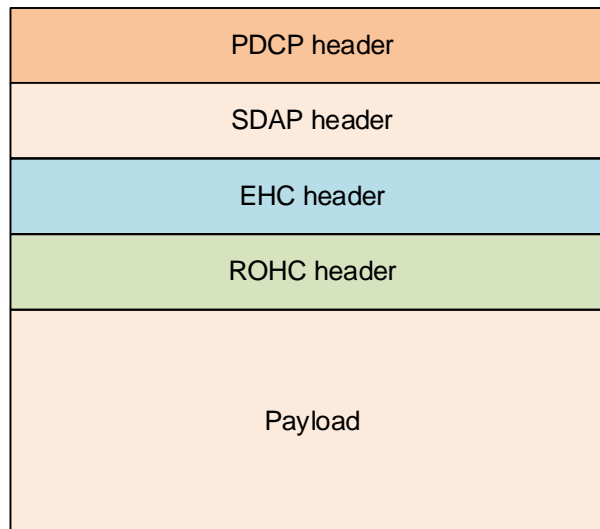 PDCP header
SDAP header
EHC header
ROHC header
Payload